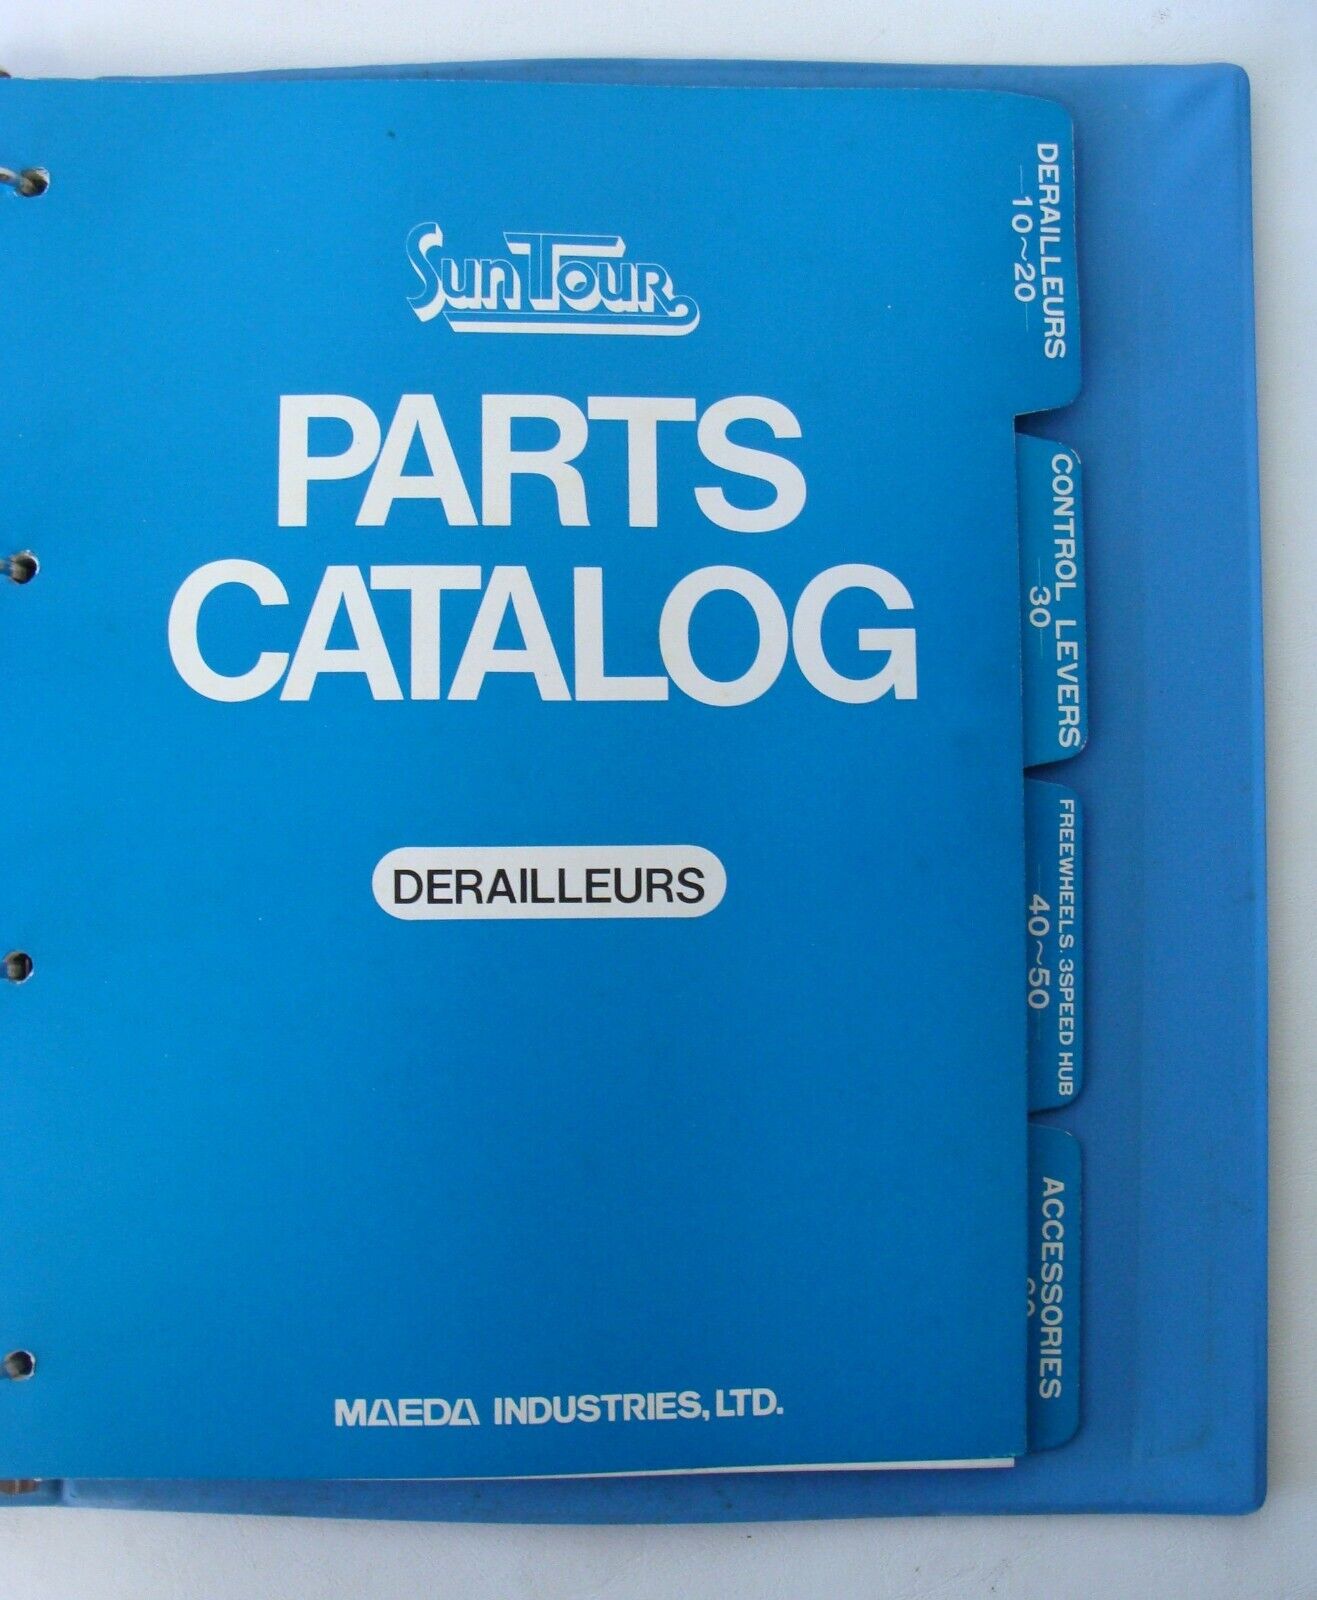 SunTour
PARTS
CATALOG
DERAILLEURS
MAEDA INDUSTRIES, LTD.
DERAILLEURS
10~20
CONTROL LEVERS
30
FREEWHEELS. 3SPEED HUB
40~50
ACCESSORIES